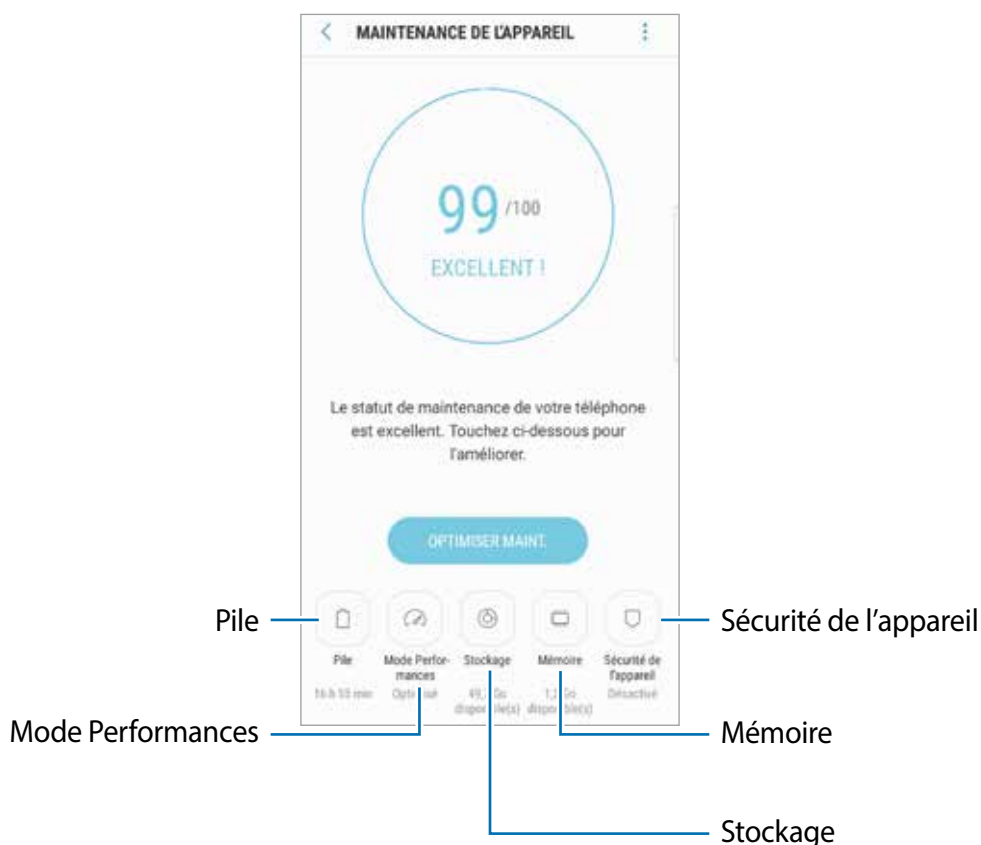 MAINTENANCE DE L'APPAREIL
99 /100
EXCELLENT !
Le statut de maintenance de votre téléphone
est excellent. Touchez ci-dessous pour
l'améliorer.
OPTIMISER MAINT.
Pile
Sécurité de l’appareil
Pile
Mode Perfor-
mances
Stockage
Mémoire
Sécurité de
l'appareil
Désactivé
Mode Performances
Mémoire
Stockage